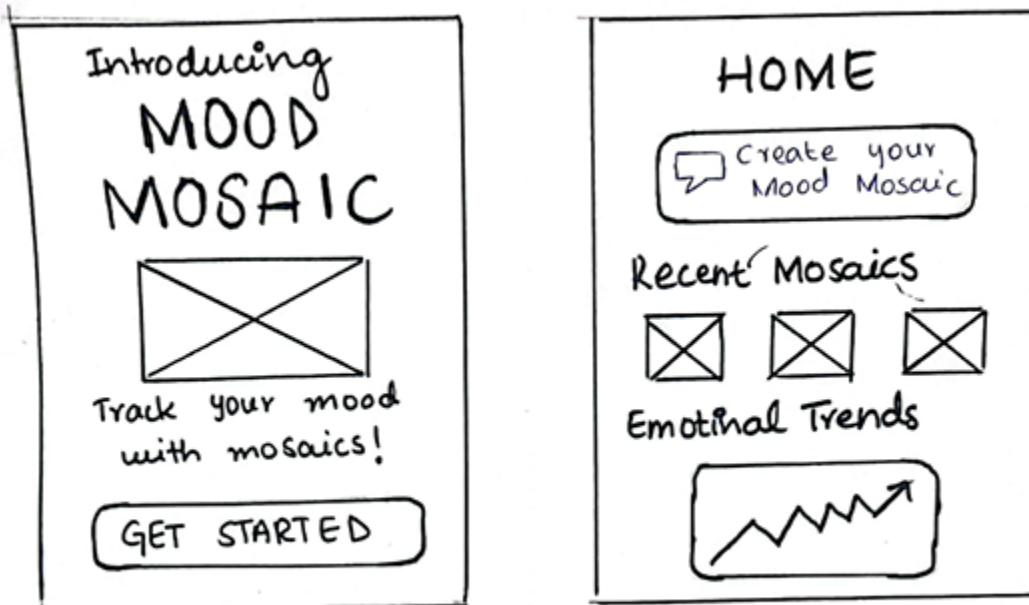 Introducing
MOOD
MOSAIC
Track your mood
with mosaics!
GET STARTED
HOME
Create your
Mood Mosaic
Recent Mosaics
Emotinal Trends